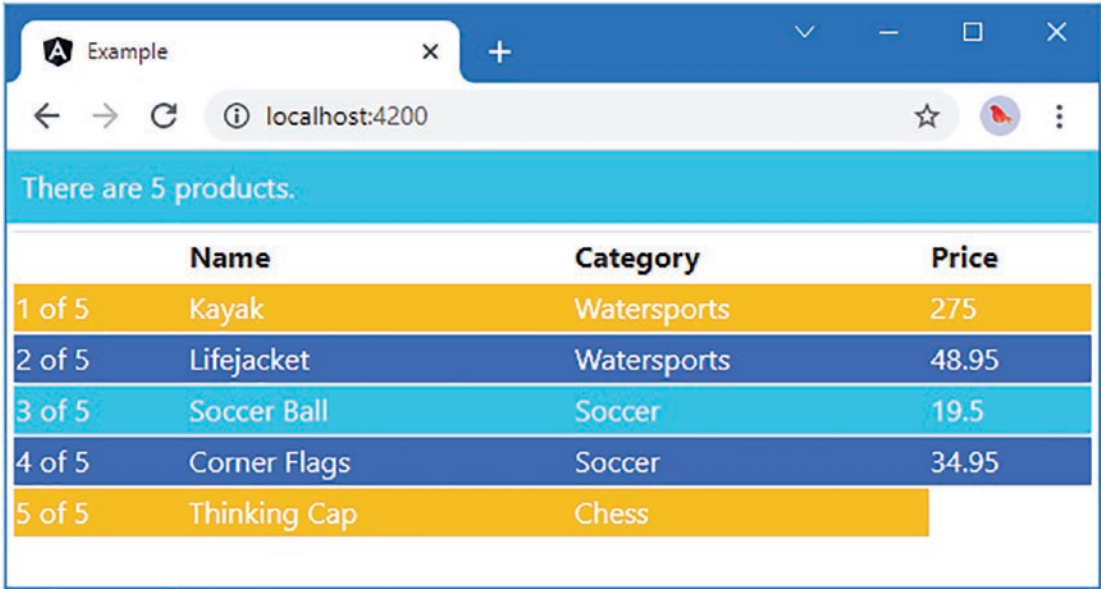 Example
localhost:4200
There are 5 products.
Name Category Price
1 of 5 Kayak Watersports 275
2 of 5 Lifejacket Watersports 48.95
3 of 5 Soccer Ball Soccer 19.5
4 of 5 Corner Flags Soccer 34.95
5 of 5 Thinking Cap Chess